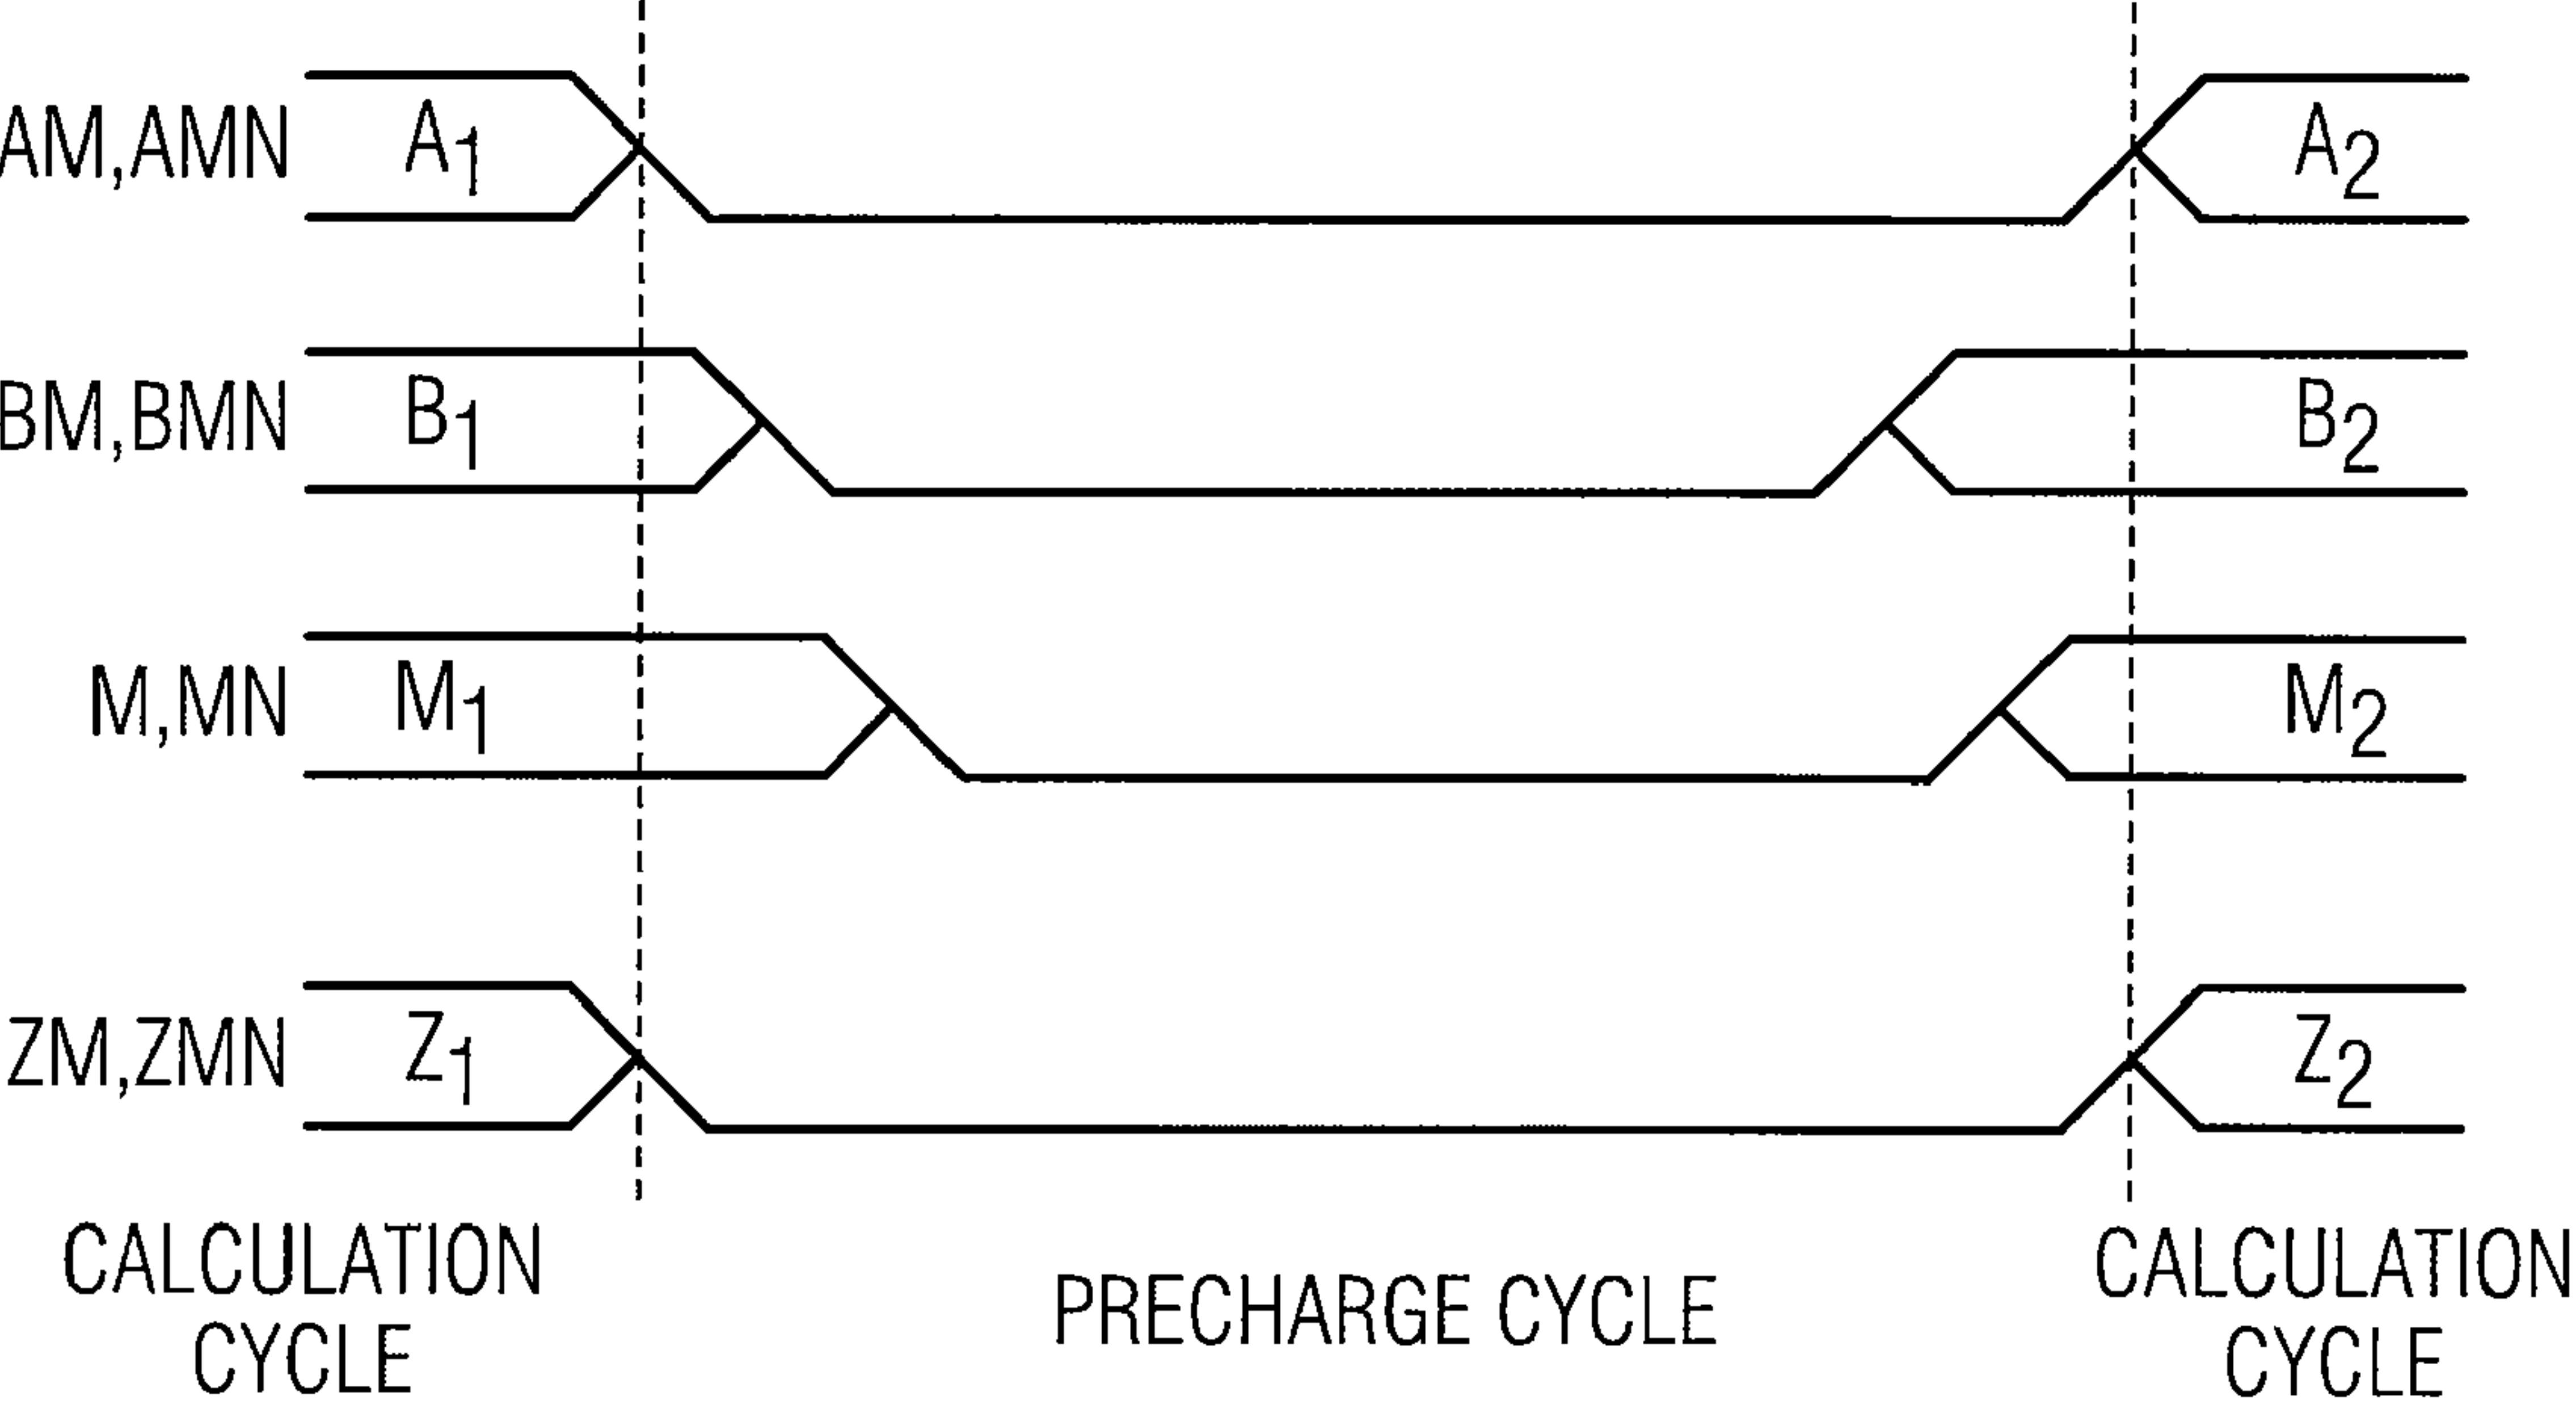 AM,AMN A1 A2
BM,BMN B1 B2
M,MN M1 M2
ZM,ZMN Z1 Z2
CALCULATION
CYCLE
PRECHARGE CYCLE
CALCULATION
CYCLE